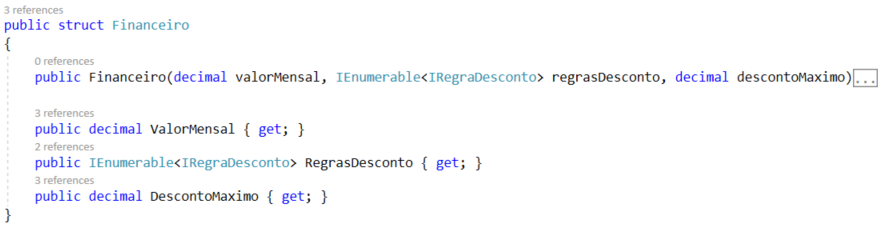 3 references
public struct Financeiro
{
0 references
public Financeiro(decimal valorMensal, IEnumerable<IRegraDesconto> regrasDesconto, decimal descontoMaximo)...
3 references
public decimal ValorMensal { get; }
2 references
public IEnumerable<IRegraDesconto> RegrasDesconto { get; }
3 references
public decimal DescontoMaximo { get; }
}